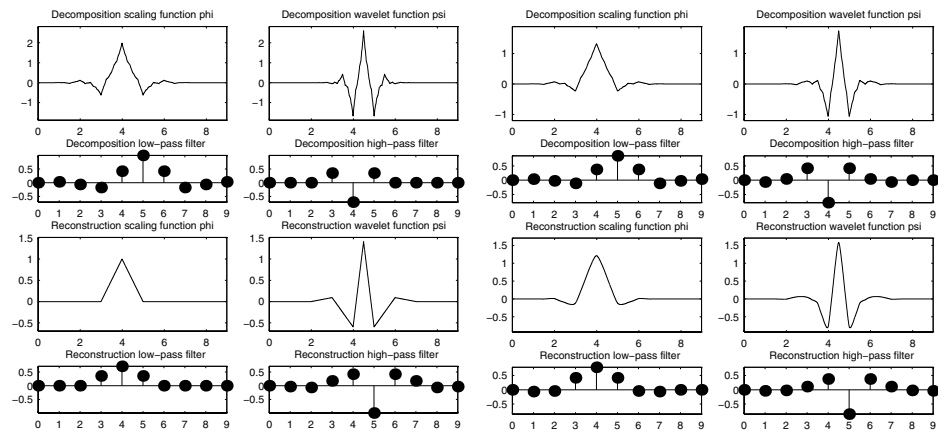 Decomposition scaling function phi
Decomposition wavelet function psi
Decomposition scaling function phi
Decomposition wavelet function psi
2
1
0
−1
0 2 4 6 8
2
1
0
−1
0 2 4 6 8
1
0
−1
0 2 4 6 8
1
0
−1
0 2 4 6 8
Decomposition low−pass filter
Decomposition high−pass filter
Decomposition low−pass filter
Decomposition high−pass filter
0.5
0
−0.5
0 1 2 3 4 5 6 7 8 9
0.5
0
−0.5
0 1 2 3 4 5 6 7 8 9
0.5
0
−0.5
0 1 2 3 4 5 6 7 8 9
0.5
0
−0.5
0 1 2 3 4 5 6 7 8 9
Reconstruction scaling function phi
Reconstruction wavelet function psi
Reconstruction scaling function phi
Reconstruction wavelet function psi
1.5
1
0.5
0
−0.5
0 2 4 6 8
1.5
1
0.5
0
−0.5
0 2 4 6 8
1.5
1
0.5
0
−0.5
0 2 4 6 8
1.5
1
0.5
0
−0.5
0 2 4 6 8
Reconstruction low−pass filter
Reconstruction high−pass filter
Reconstruction low−pass filter
Reconstruction high−pass filter
0.5
0
−0.5
0 1 2 3 4 5 6 7 8 9
0.5
0
−0.5
0 1 2 3 4 5 6 7 8 9
0.5
0
−0.5
0 1 2 3 4 5 6 7 8 9
0.5
0
−0.5
0 1 2 3 4 5 6 7 8 9